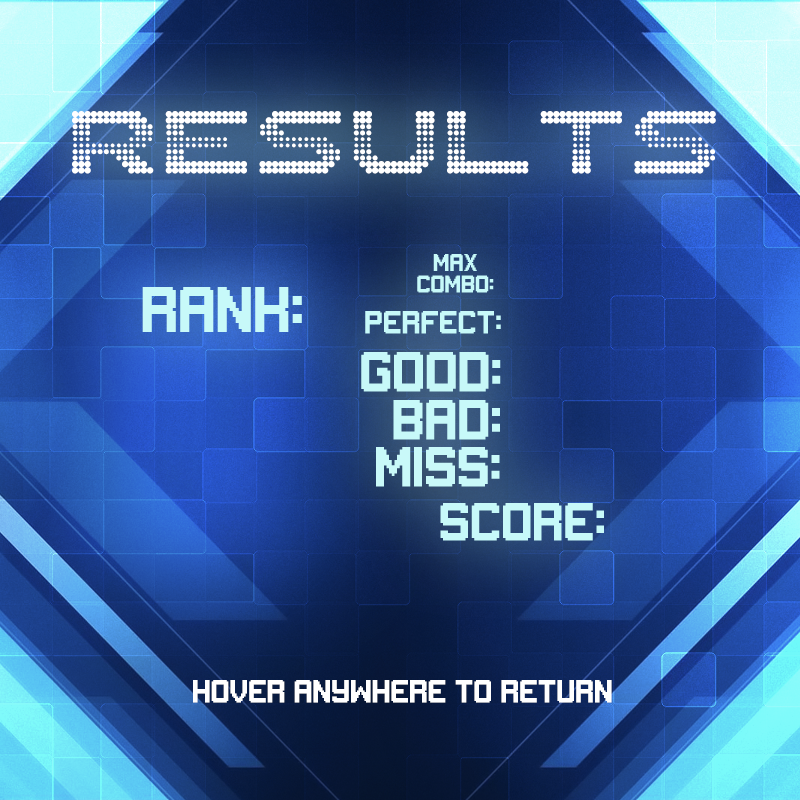 RESULTS
RANK:
MAX
COMBO:
PERFECT:
GOOD:
BAD:
MISS:
SCORE:
HOVER ANYWHERE TO RETURN